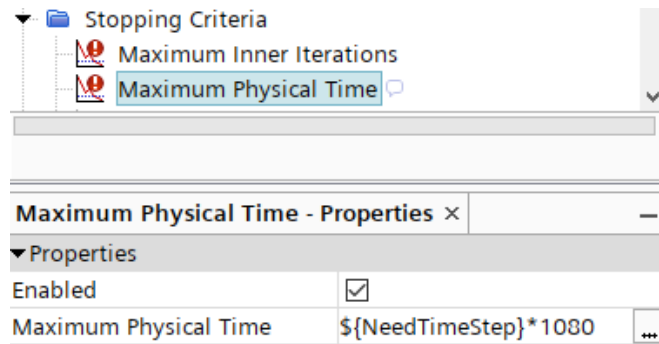 Stopping Criteria
Maximum Inner Iterations
Maximum Physical Time
Maximum Physical Time - Properties ×
Properties
Enabled
Maximum Physical Time ${NeedTimeStep}*1080 ...